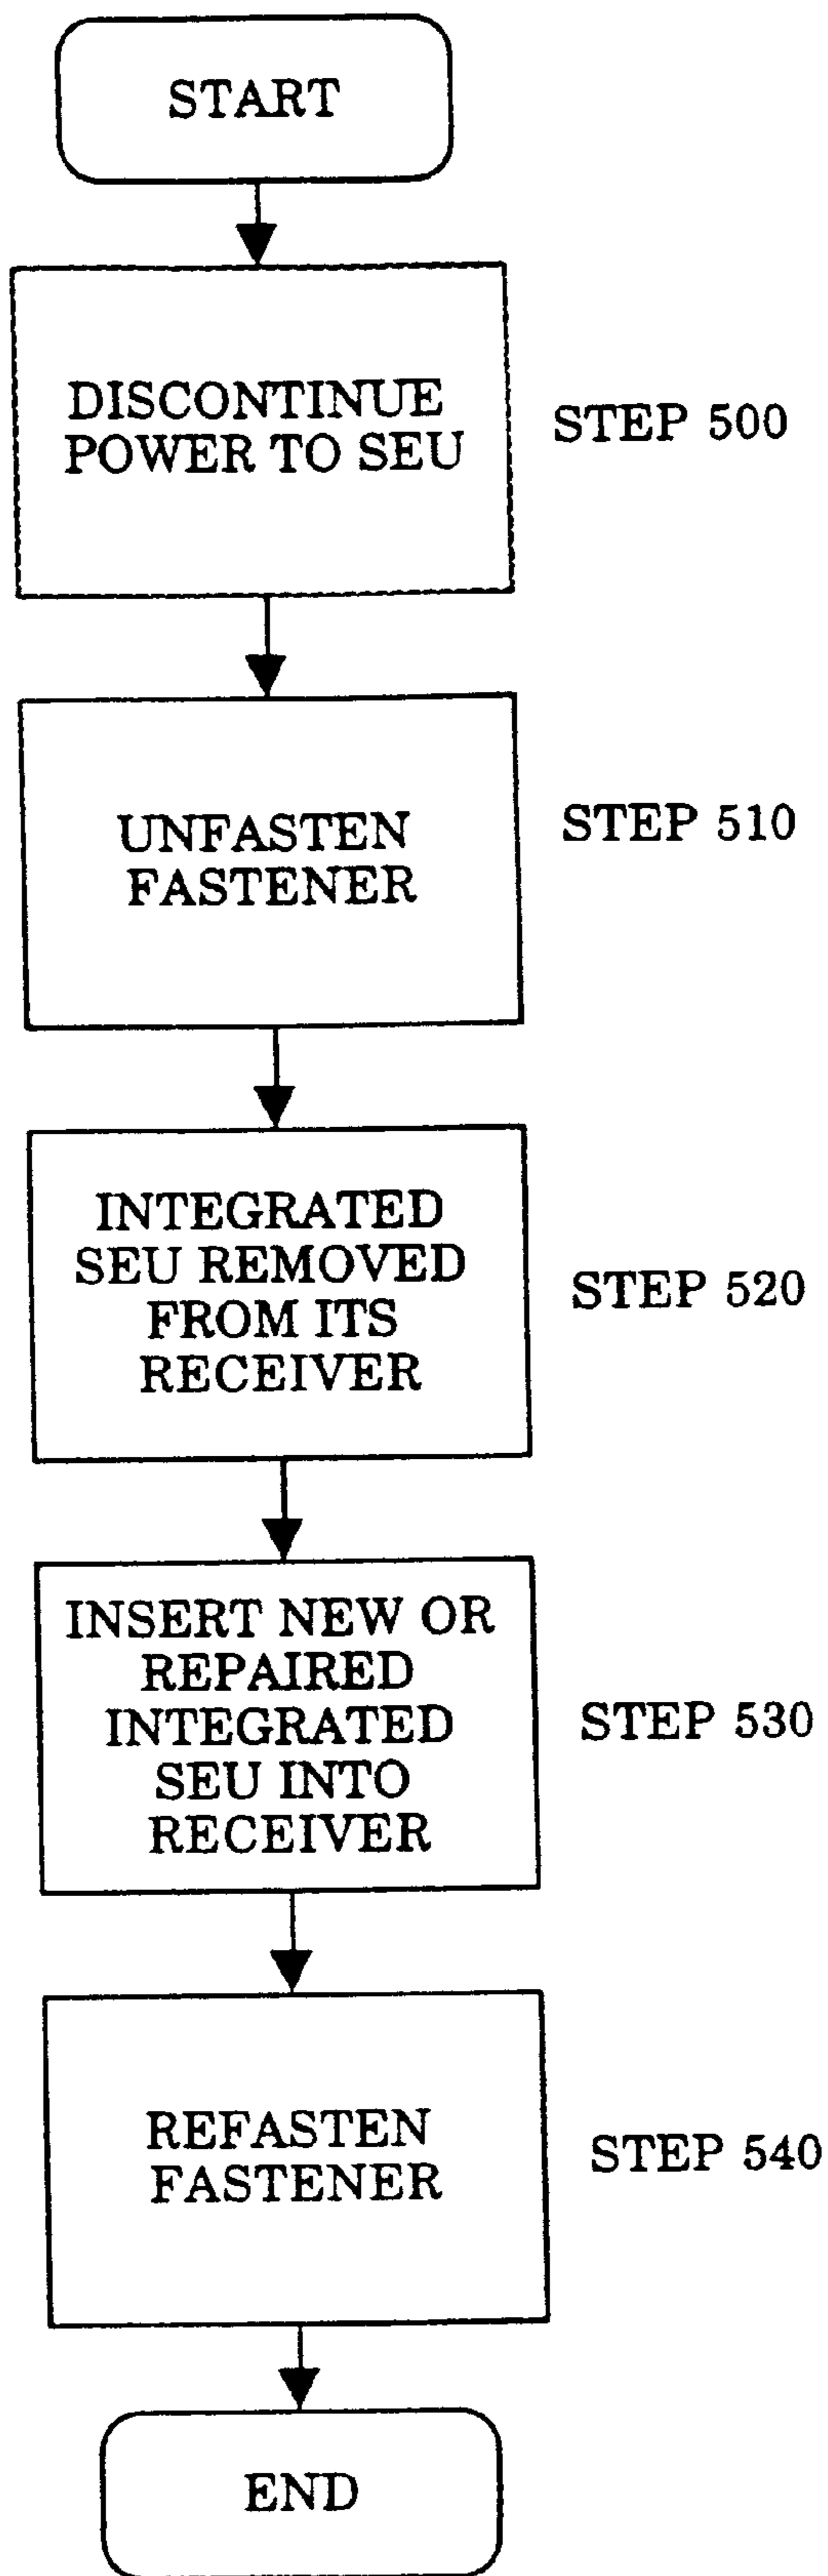 START
DISCONTINUE
POWER TO SEU
STEP 500
UNFASTEN
FASTENER
STEP 510
INTEGRATED
SEU REMOVED
FROM ITS
RECEIVER
STEP 520
INSERT NEW OR
REPAIRED
INTEGRATED
SEU INTO
RECEIVER
STEP 530
REFASTEN
FASTENER
STEP 540
END